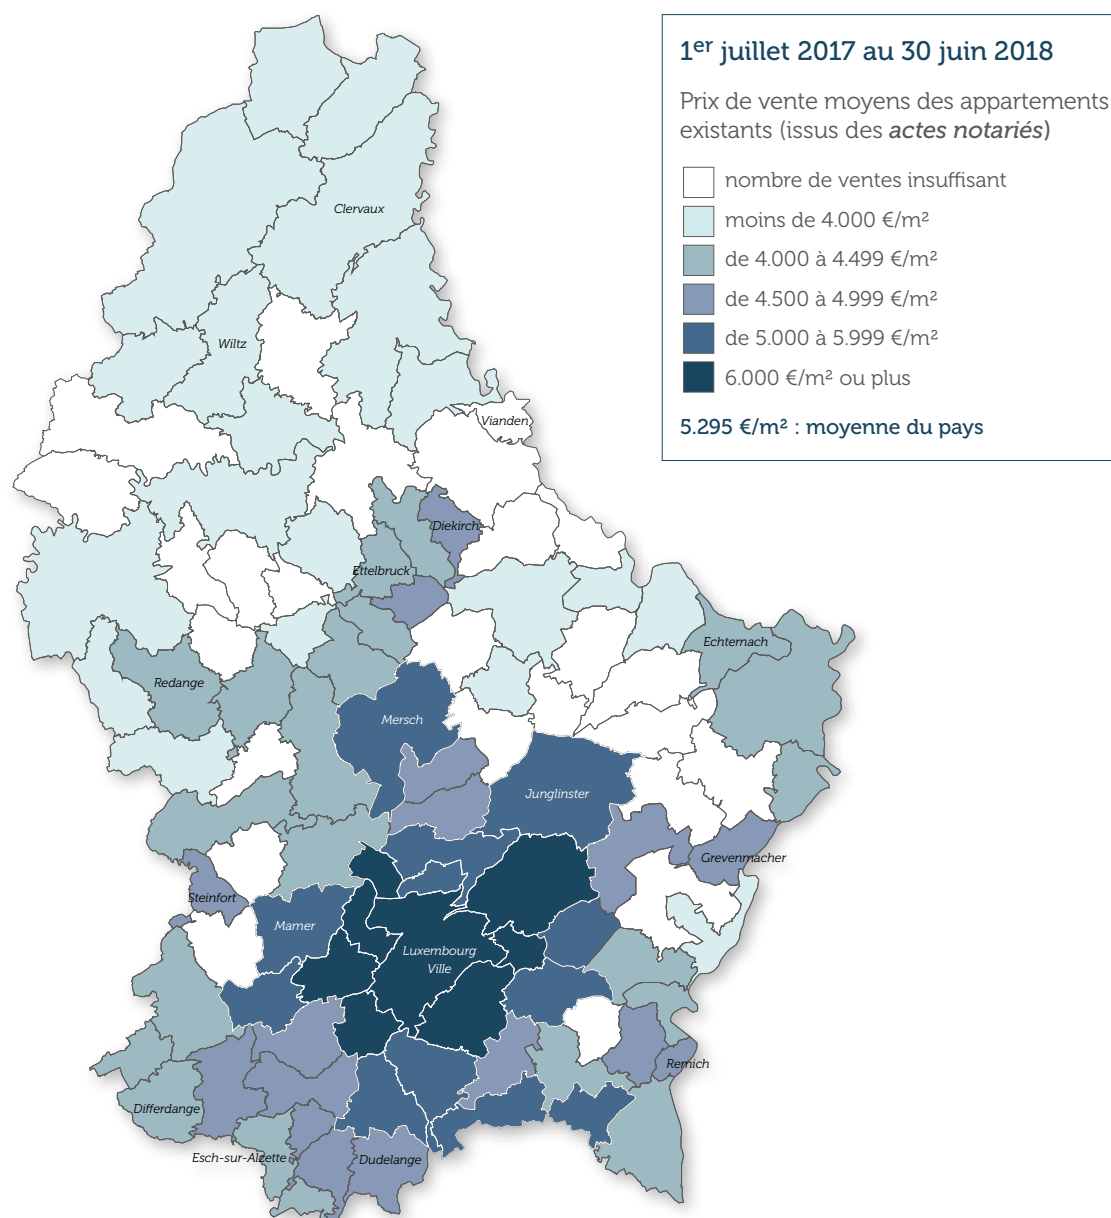 1er juillet 2017 au 30 juin 2018
Prix de vente moyens des appartements
existants (issus des actes notariés)
nombre de ventes insuffisant
moins de 4.000 €/m²
de 4.000 à 4.499 €/m²
de 4.500 à 4.999 €/m²
de 5.000 à 5.999 €/m²
6.000 €/m² ou plus
5.295 €/m² : moyenne du pays
Clervaux
Wiltz
Vianden
Diekirch
Ettelbruck
Echternach
Redange
Mersch
Junglinster
Grevenmacher
Steinfort
Mamer
Luxembourg
Ville
Remich
Differdange
Esch-sur-Alzette
Dudelange